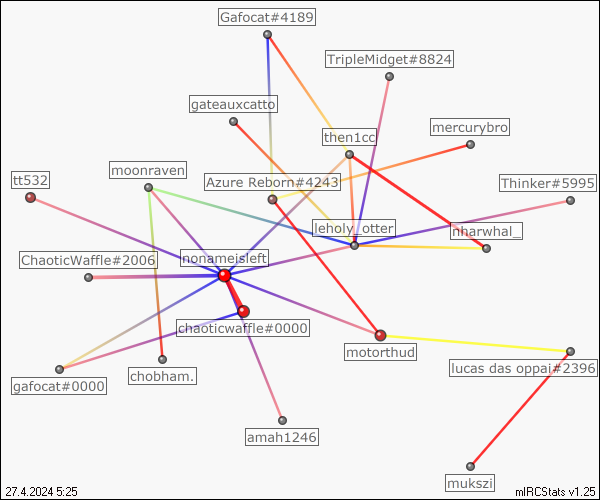 Gafocat#4189
TripleMidget#8824
gateauxcatto
mercurybro
then1cc
moonraven
tt532
Azure Reborn#4243
Thinker#5995
leholy_otter
nharwhal_
nonameisleft
ChaoticWaffle#2006
chaoticwaffle#0000
motorthud
lucas das oppai#2396
chobham.
gafocat#0000
amah1246
mukszi
27.4.2024 5:25
mIRCStats v1.25